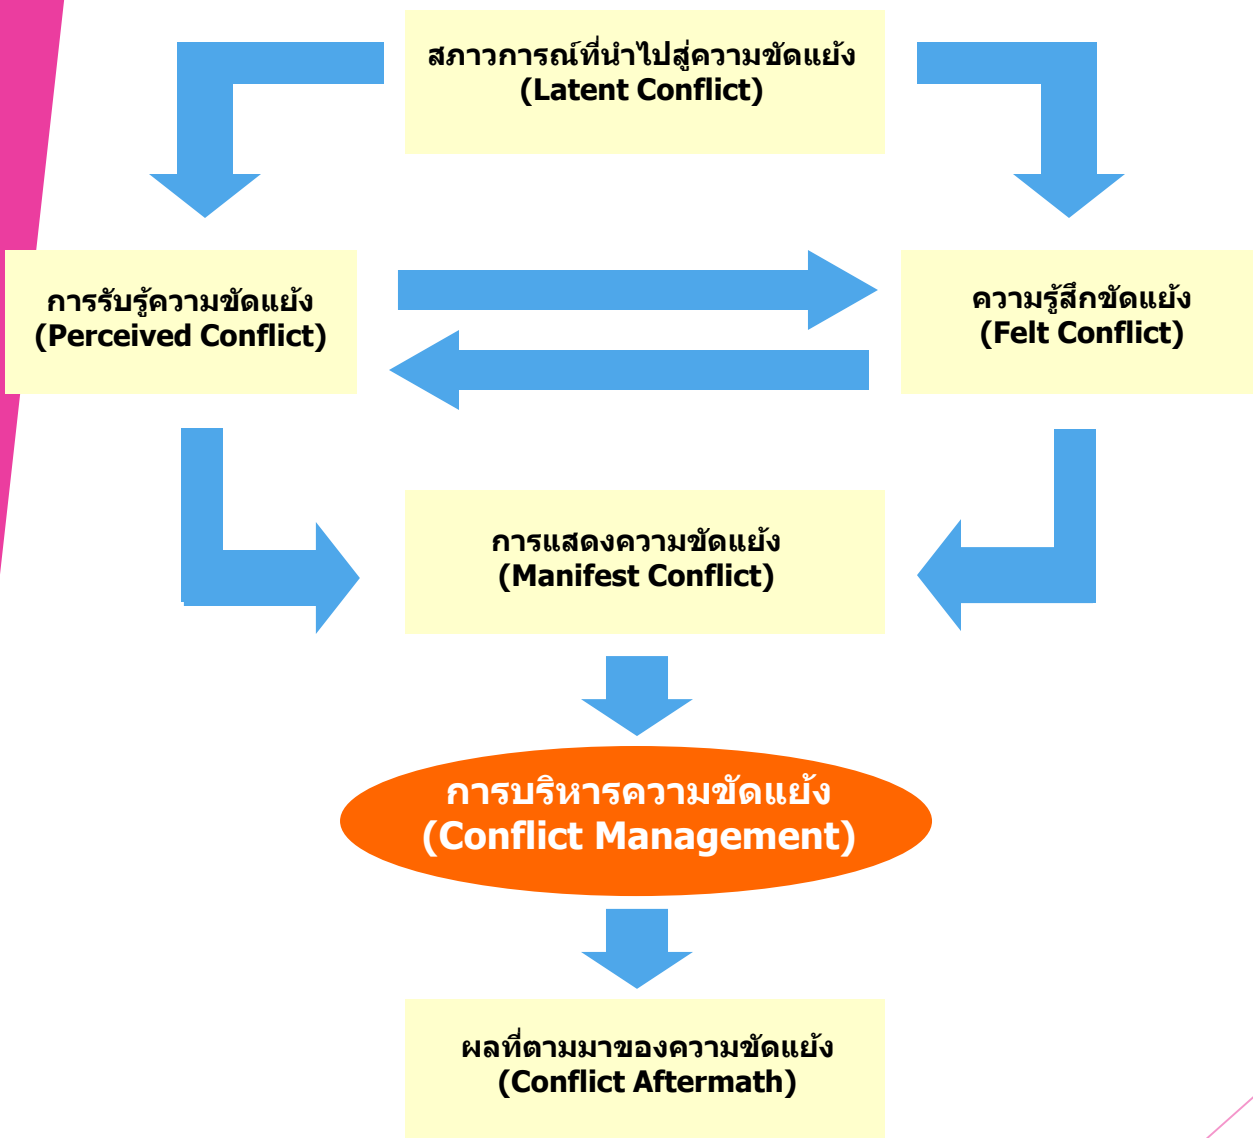 สภาวการณ์ที่นำไปสู่ความขัดแย้ง
(Latent Conflict)
การรับรู้ความขัดแย้ง
(Perceived Conflict)
ความรู้สึกขัดแย้ง
(Felt Conflict)
การแสดงความขัดแย้ง
(Manifest Conflict)
การบริหารความขัดแย้ง
(Conflict Management)
ผลที่ตามมาของความขัดแย้ง
(Conflict Aftermath)